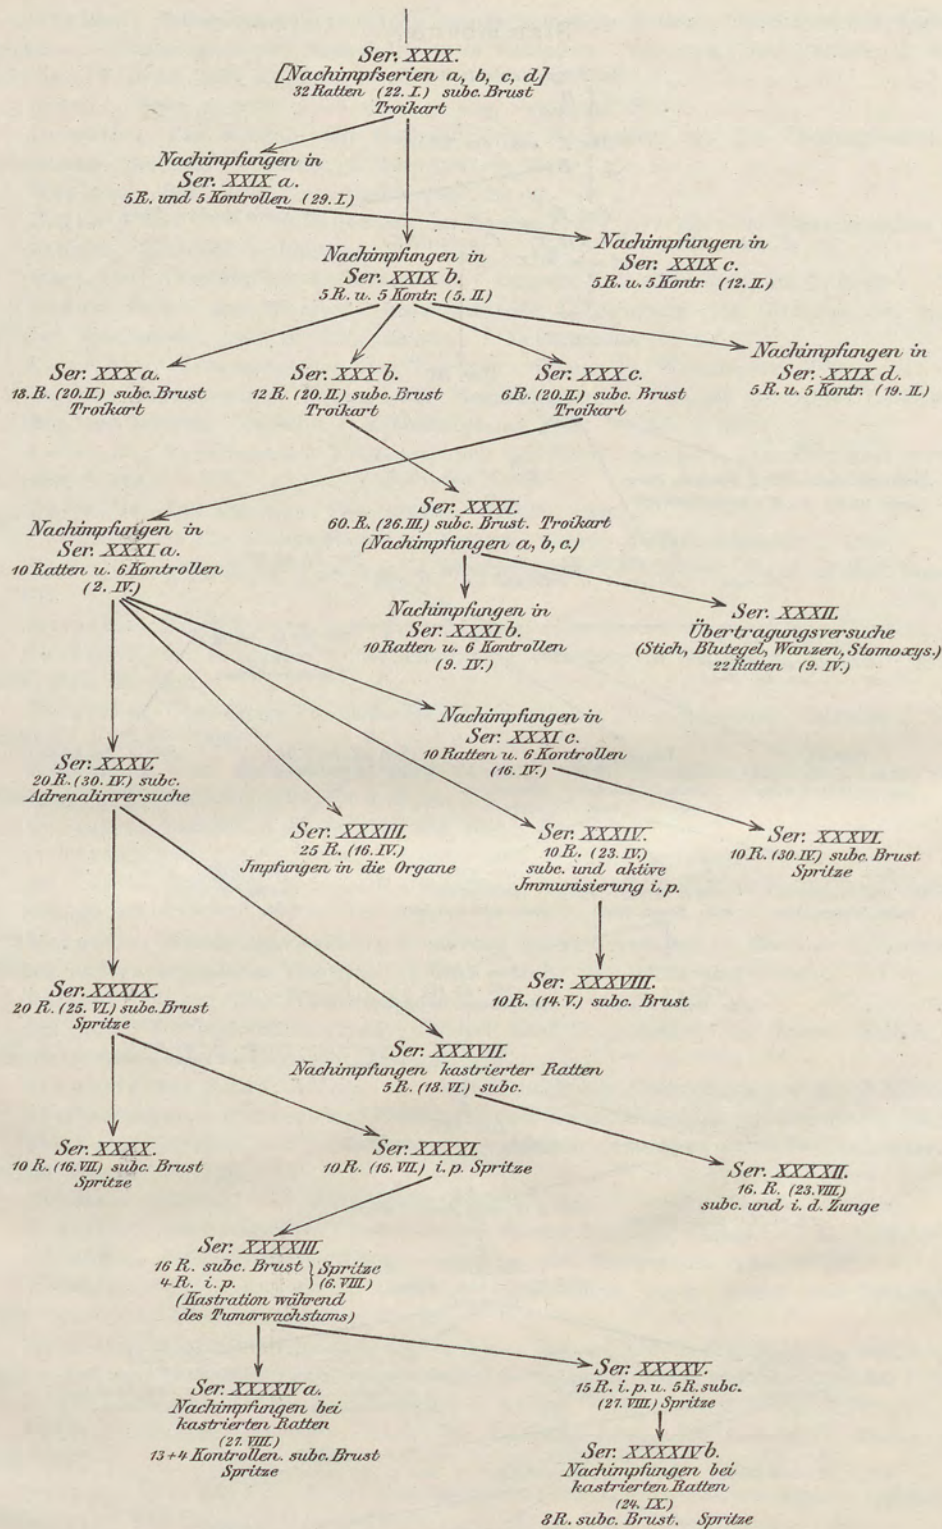 Ser. XXIX.
[Nachimpfserien a, b, c, d]
32 Ratten (22. I.) subc. Brust
Troikart
Nachimpfungen in
Ser. XXIX a.
5 R. und 5 Kontrollen (29. I.)
Nachimpfungen in
Ser. XXIX b.
5 R. u. 5 Kontr. (5. II.)
Nachimpfungen in
Ser. XXIX c.
5 R. u. 5 Kontr. (12. II.)
Ser. XXX a.
18. R. (20. II.) subc. Brust
Troikart
Ser. XXX b.
12 R. (20. II.) subc. Brust
Troikart
Ser. XXX c.
6 R. (20. II.) subc. Brust
Troikart
Nachimpfungen in
Ser. XXIX d.
5 R. u. 5 Kontr. (19. II.)
Nachimpfungen in
Ser. XXXI a.
10 Ratten u. 6 Kontrollen
(2. IV.)
Ser. XXXI.
60. R. (26. III.) subc. Brust. Troikart
(Nachimpfungen a, b, c.)
Nachimpfungen in
Ser. XXXI b.
10 Ratten u. 6 Kontrollen
(9. IV.)
Ser. XXXII.
Übertragungsversuche
(Stich, Blutegel, Wanzen, Stomoxys.)
22 Ratten (9. IV.)
Nachimpfungen in
Ser. XXXI c.
10 Ratten u. 6 Kontrollen
(16. IV.)
Ser. XXXV.
20 R. (30. IV.) subc.
Adrenalinversuche
Ser. XXXIII.
25 R. (16. IV.)
Jmpfungen in die Organe
Ser. XXXIV.
10 R. (23. IV.)
subc. und aktive
Jmmunisierung i. p.
Ser. XXXVI.
10 R. (30. IV.) subc. Brust
Spritze
Ser. XXXIX.
20 R. (25. VI.) subc. Brust
Spritze
Ser. XXXVIII.
10 R. (14. V.) subc. Brust
Ser. XXXVII.
Nachimpfungen kastrierter Ratten
5 R. (18. VI.) subc.
Ser. XXXX.
10 R. (16. VII.) subc. Brust
Spritze
Ser. XXXXI.
10 R. (16. VII.) i. p. Spritze
Ser. XXXXII.
16. R. (23. VIII.)
subc. und i. d. Zunge
Ser. XXXXIII.
16 R. subc. Brust } Spritze
4 R. i. p. } (6. VIII.)
(Kastration während
des Tumorwachstums)
Ser. XXXXIV a.
Nachimpfungen bei
kastrierten Ratten
(27. VIII.)
13 + 4 Kontrollen. subc. Brust
Spritze
Ser. XXXXV.
15 R. i. p. u. 5 R. subc.
(27. VIII.) Spritze
Ser. XXXXIV b.
Nachimpfungen bei
kastrierten Ratten
(24. IX.)
8 R. subc. Brust. Spritze